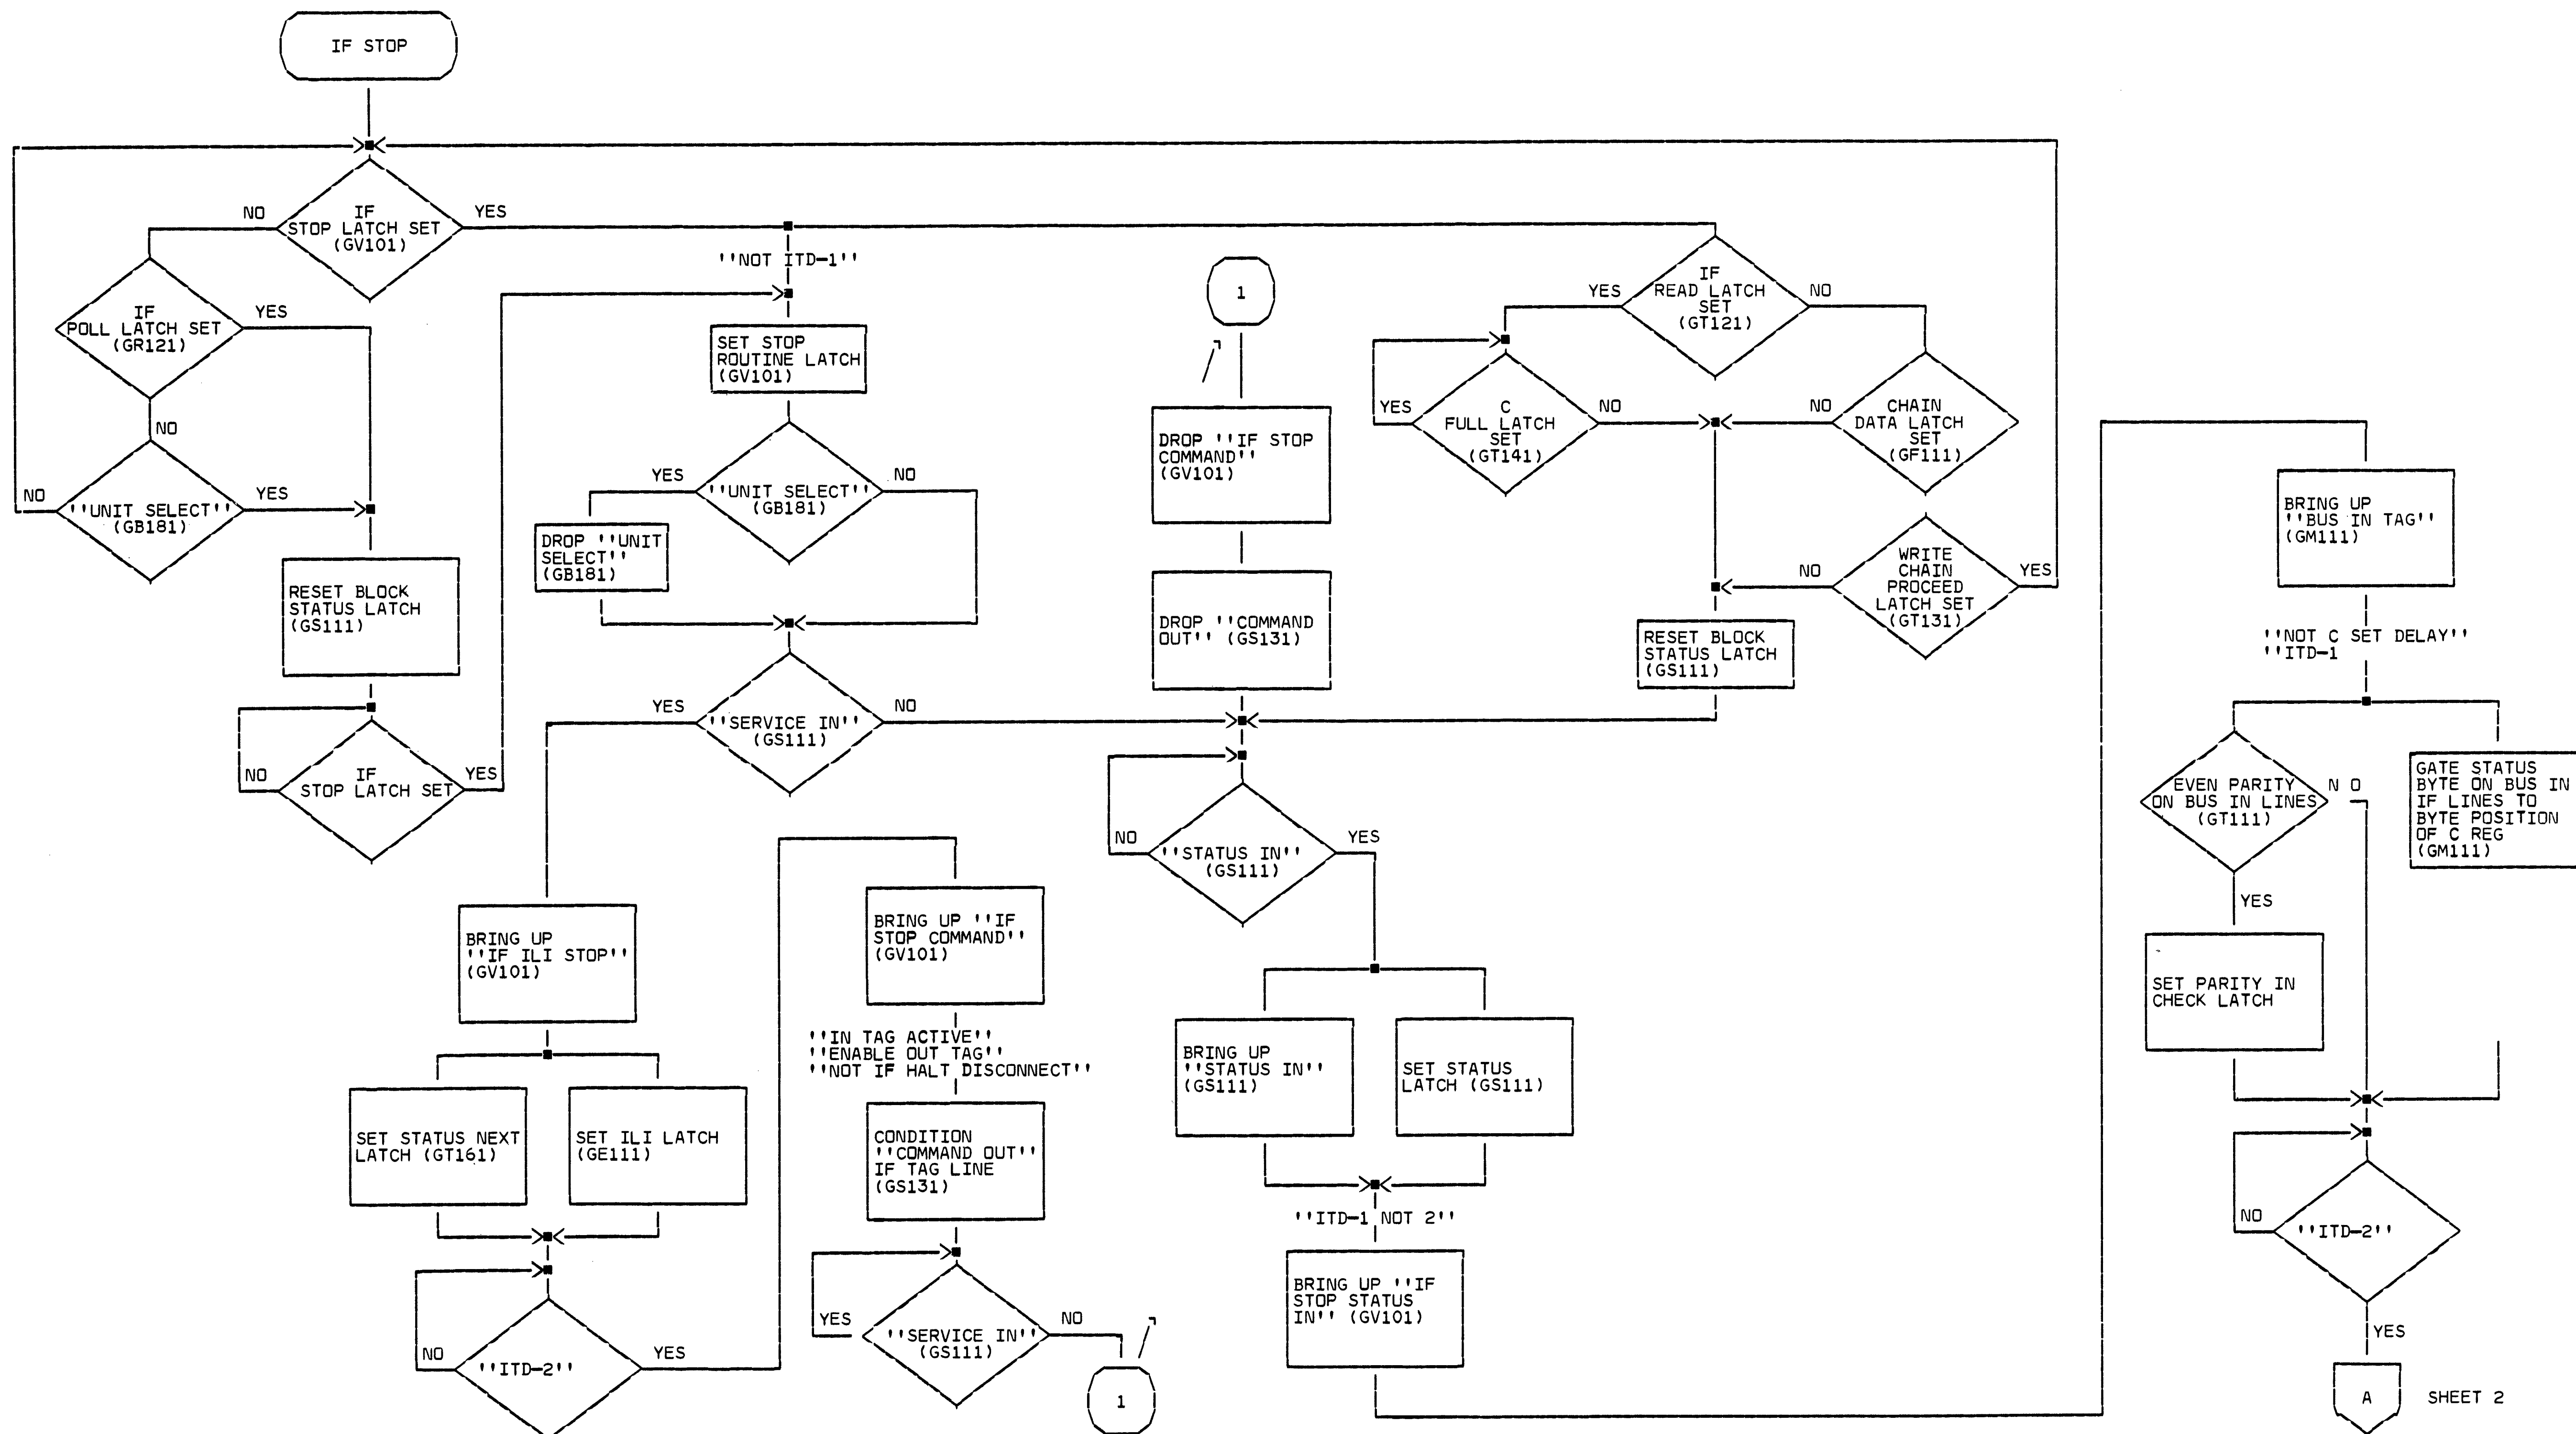 IF STOP
IF
STOP LATCH SET
(GV101)
NO
YES
IF
POLL LATCH SET
(GR121)
YES
NO
''UNIT SELECT''
(GB181)
NO
YES
RESET BLOCK
STATUS LATCH
(GS111)
IF
STOP LATCH SET
NO
YES
''NOT ITD-1''
SET STOP
ROUTINE LATCH
(GV101)
''UNIT SELECT''
(GB181)
YES
NO
DROP ''UNIT
SELECT''
(GB181)
''SERVICE IN''
(GS111)
YES
NO
BRING UP
''IF ILI STOP''
(GV101)
SET STATUS NEXT
LATCH (GT161)
SET ILI LATCH
(GE111)
''ITD-2''
NO
YES
BRING UP ''IF
STOP COMMAND''
(GV101)
''IN TAG ACTIVE''
''ENABLE OUT TAG''
''NOT IF HALT DISCONNECT''
CONDITION
''COMMAND OUT''
IF TAG LINE
(GS131)
''SERVICE IN''
(GS111)
YES
NO
1
1
DROP ''IF STOP
COMMAND''
(GV101)
DROP ''COMMAND
OUT'' (GS131)
IF
READ LATCH
SET
(GT121)
YES
NO
C
FULL LATCH
SET
(GT141)
YES
NO
CHAIN
DATA LATCH
SET
(GF111)
NO
WRITE
CHAIN
PROCEED
LATCH SET
(GT131)
NO
YES
RESET BLOCK
STATUS LATCH
(GS111)
''STATUS IN''
(GS111)
NO
YES
BRING UP
''STATUS IN''
(GS111)
SET STATUS
LATCH (GS111)
''ITD-1 NOT 2''
BRING UP ''IF
STOP STATUS
IN'' (GV101)
BRING UP
''BUS IN TAG''
(GM111)
''NOT C SET DELAY''
''ITD-1
EVEN PARITY
ON BUS IN LINES
(GT111)
N O
YES
GATE STATUS
BYTE ON BUS IN
IF LINES TO
BYTE POSITION
OF C REG
(GM111)
SET PARITY IN
CHECK LATCH
''ITD-2''
NO
YES
A
SHEET 2